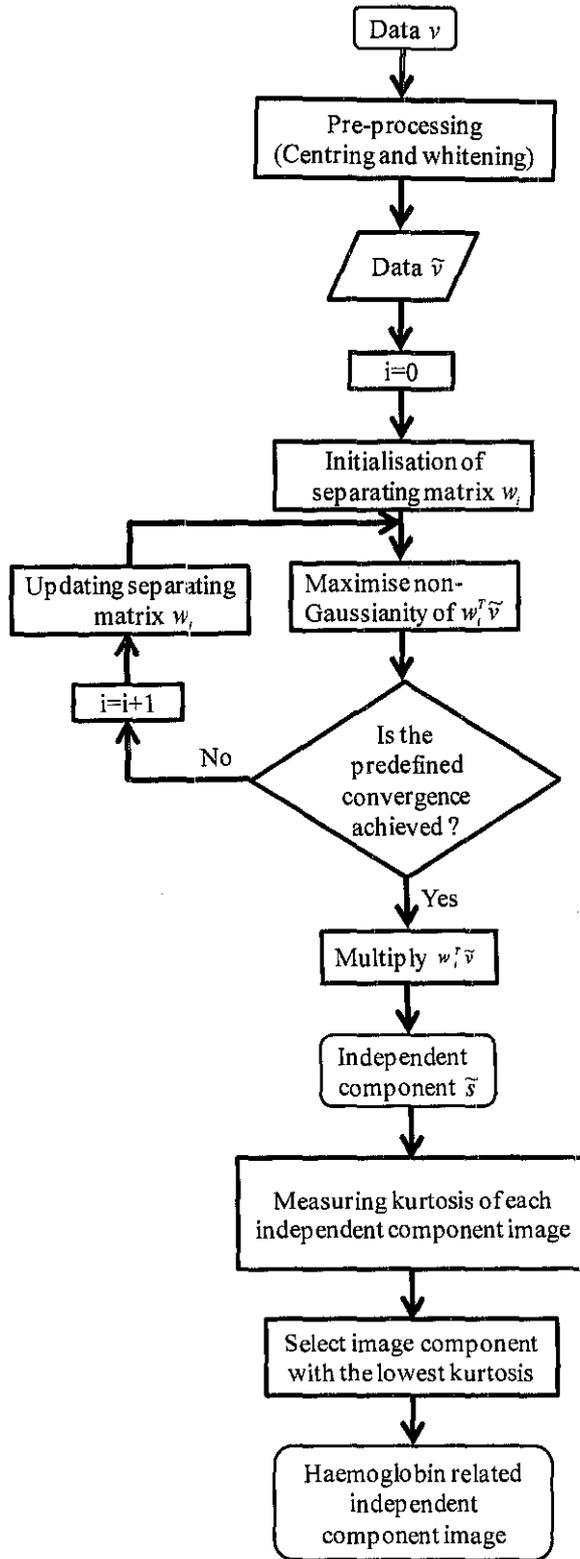 Data v
Pre-processing
(Centring and whitening)
Data ṽ
i=0
Initialisation of
separating matrix wᵢ
Updating separating
matrix wᵢ
Maximise non-
Gaussianity of wᵢᵀ ṽ
i=i+1
No
Is the
predefined
convergence
achieved ?
Yes
Multiply wᵢᵀ ṽ
Independent
component s̃
Measuring kurtosis of each
independent component image
Select image component
with the lowest kurtosis
Haemoglobin related
independent
component image